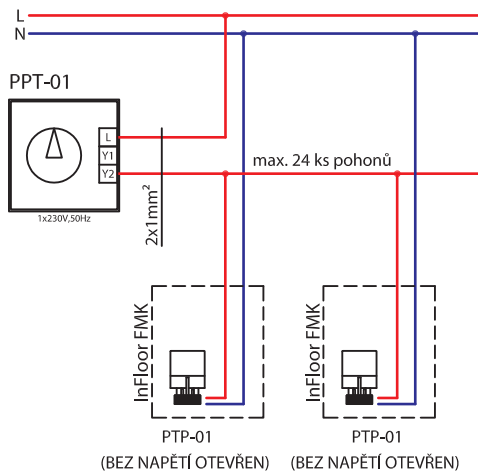 L
N
PPT-01
L
Y1
Y2
1x230V,50Hz
2x1mm²
max. 24 ks pohonů
InFloor FMK
InFloor FMK
PTP-01
(BEZ NAPĚTÍ OTEVŘEN)
PTP-01
(BEZ NAPĚTÍ OTEVŘEN)